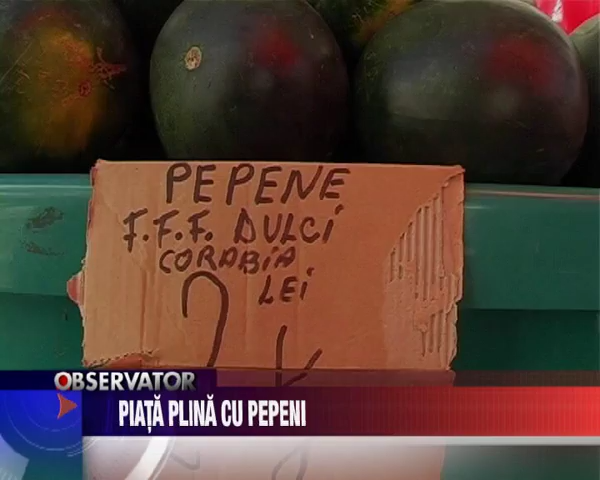 PEPENE
F.F.F. DULCI
CORABIA
LEI
2
OBSERVATOR
PIAȚĂ PLINĂ CU PEPENI